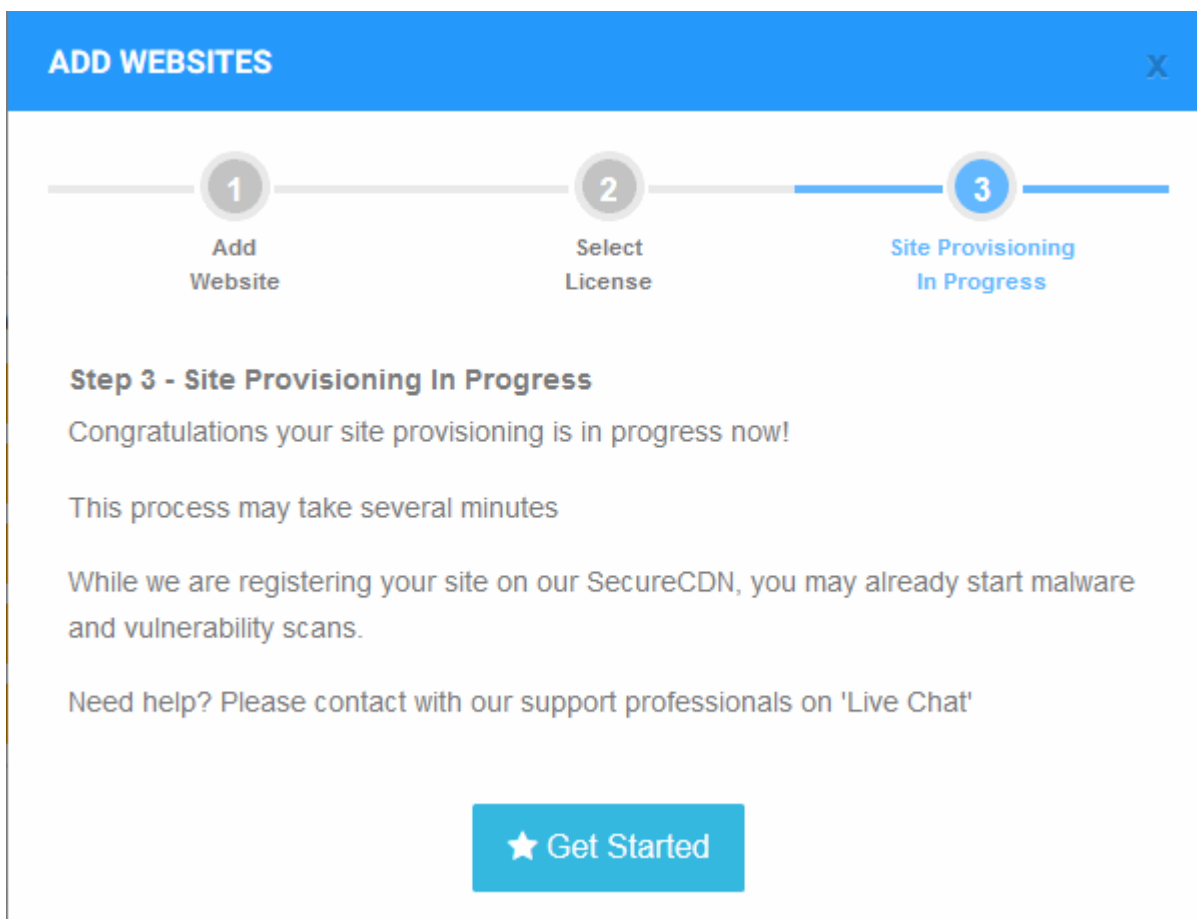 ADD WEBSITES
x
1
2
3
Add
Website
Select
License
Site Provisioning
In Progress
Step 3 - Site Provisioning In Progress
Congratulations your site provisioning is in progress now!
This process may take several minutes
While we are registering your site on our SecureCDN, you may already start malware
and vulnerability scans.
Need help? Please contact with our support professionals on 'Live Chat'
Get Started